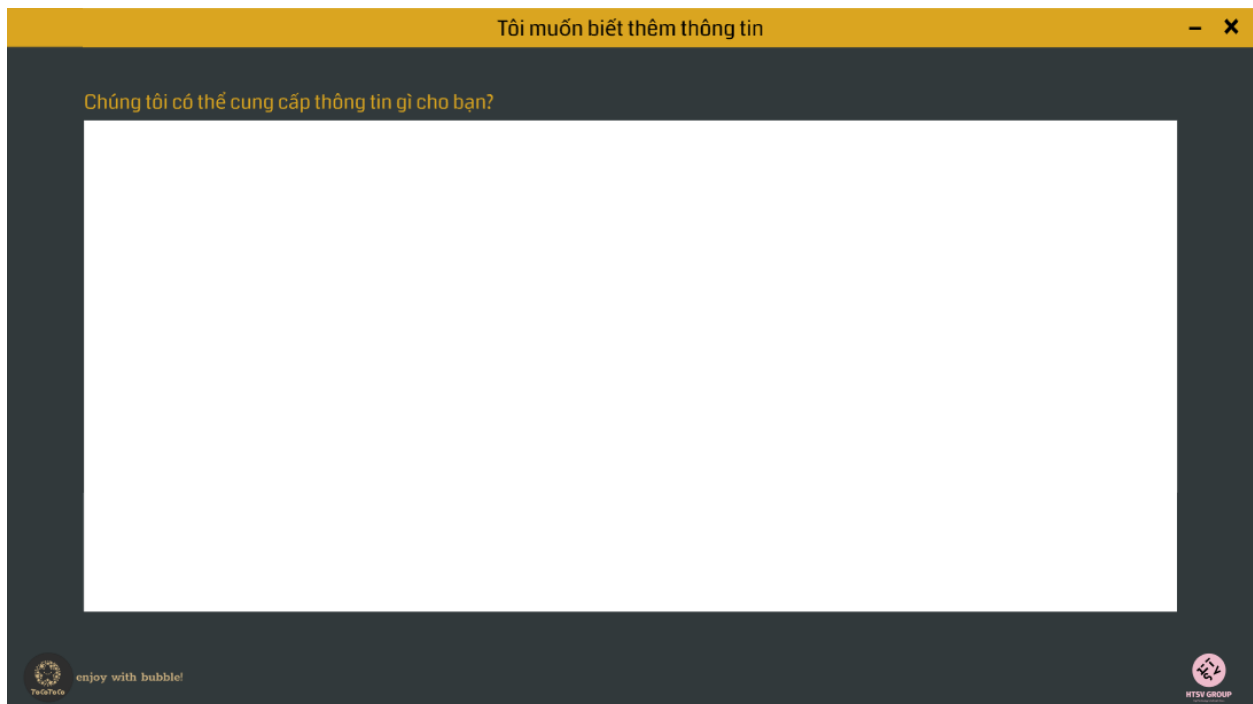 Tôi muốn biết thêm thông tin
Chúng tôi có thể cung cấp thông tin gì cho bạn?
enjoy with bubble!
ToCoToCo
HTSV GROUP